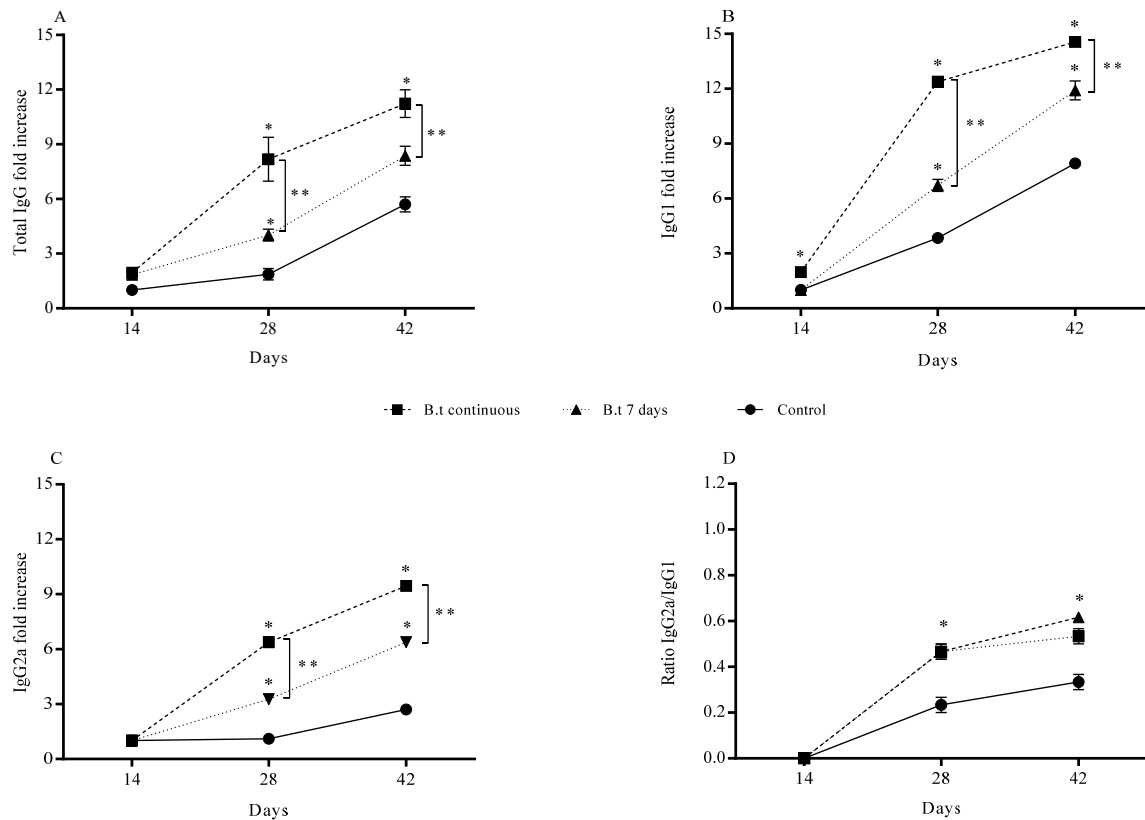 A
Total IgG fold increase
15
12
9
6
3
0
*
*
*
**
**
14 28 42
Days
B
IgG1 fold increase
15
12
9
6
3
0
*
*
*
*
*
**
**
14 28 42
Days
B.t continuous B.t 7 days Control
C
IgG2a fold increase
15
12
9
6
3
0
*
*
*
*
**
**
14 28 42
Days
D
Ratio IgG2a/IgG1
1.2
1.0
0.8
0.6
0.4
0.2
0.0
*
*
14 28 42
Days